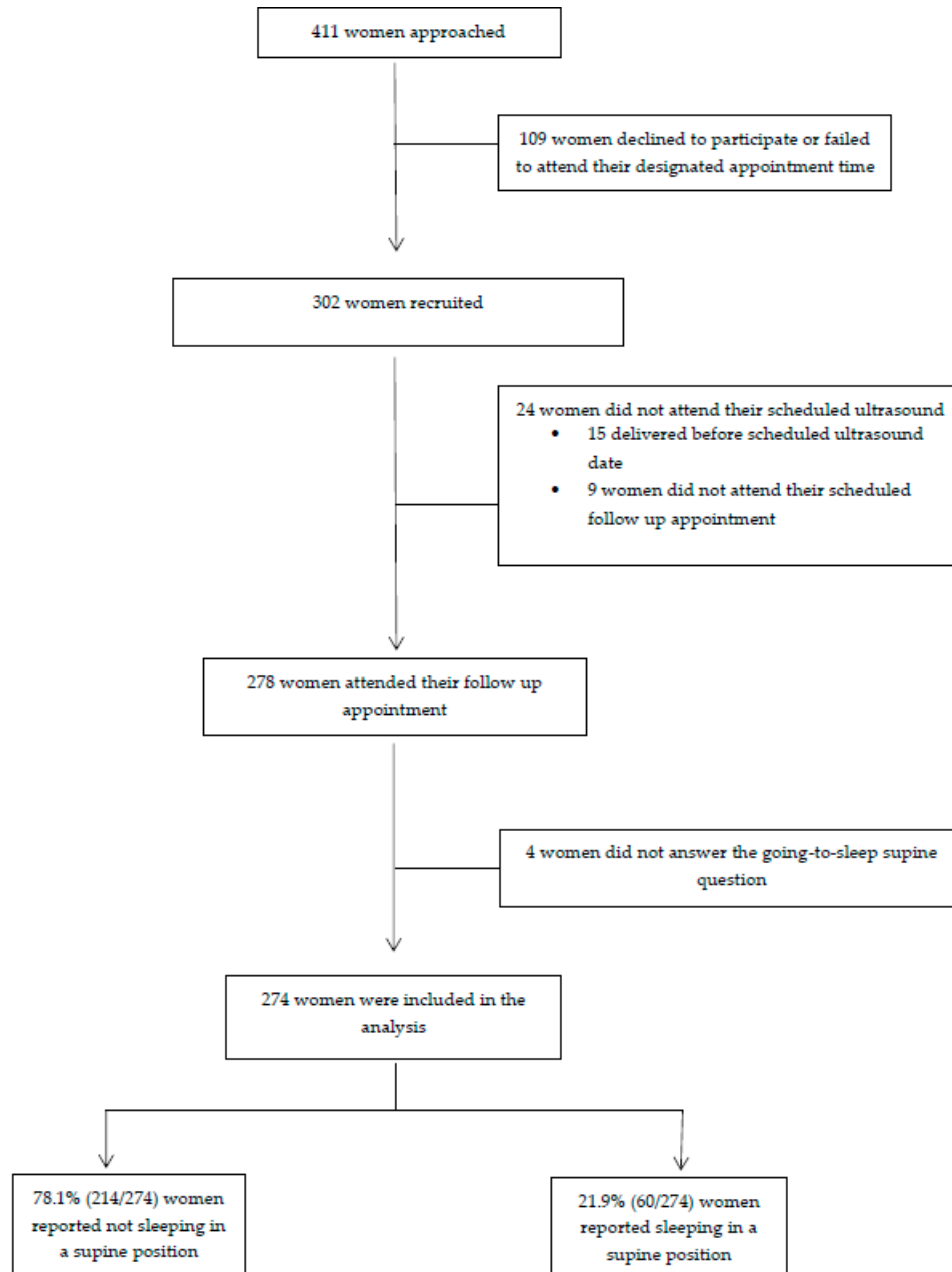 411 women approached
109 women declined to participate or failed
to attend their designated appointment time
302 women recruited
24 women did not attend their scheduled ultrasound
• 15 delivered before scheduled ultrasound
date
• 9 women did not attend their scheduled
follow up appointment
278 women attended their follow up
appointment
4 women did not answer the going-to-sleep supine
question
274 women were included in the
analysis
78.1% (214/274) women
reported not sleeping in
a supine position
21.9% (60/274) women
reported sleeping in a
supine position